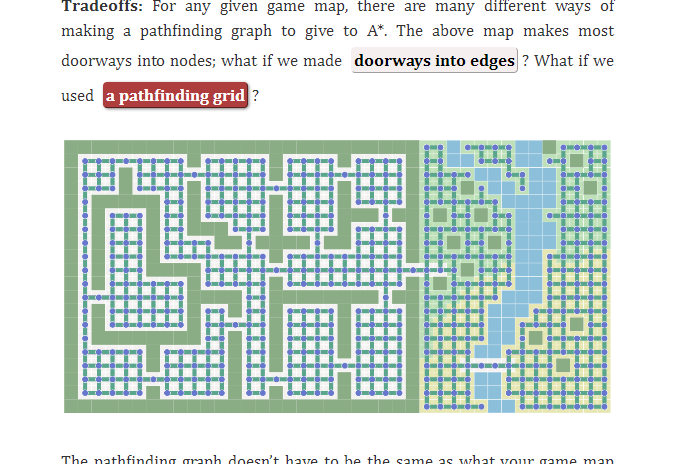 Tradeoffs: For any given game map, there are many different ways of
making a pathfinding graph to give to A*. The above map makes most
doorways into nodes; what if we made doorways into edges ? What if we
used a pathfinding grid ?
The pathfinding graph doesn't have to be the same as what your game map